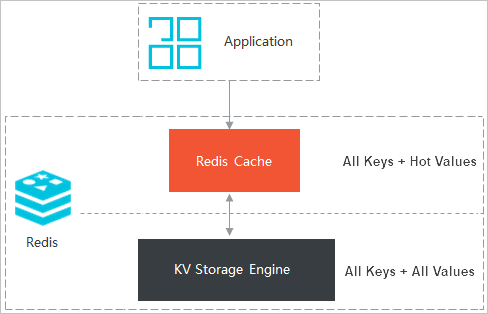 Application
Redis Cache
All Keys + Hot Values
Redis
KV Storage Engine
All Keys + All Values